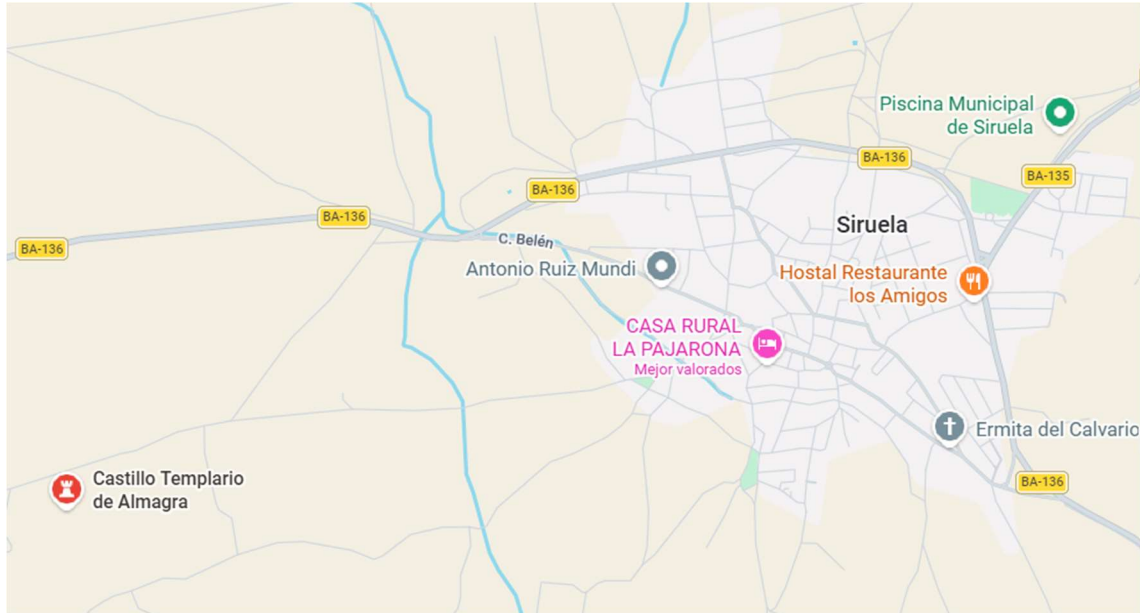 Piscina Municipal
de Siruela
BA-136
BA-135
BA-136
BA-136
Siruela
BA-136
C. Belén
Antonio Ruiz Mundi
Hostal Restaurante
los Amigos
CASA RURAL
LA PAJARONA
Mejor valorados
Ermita del Calvario
Castillo Templario
de Almagra
BA-136